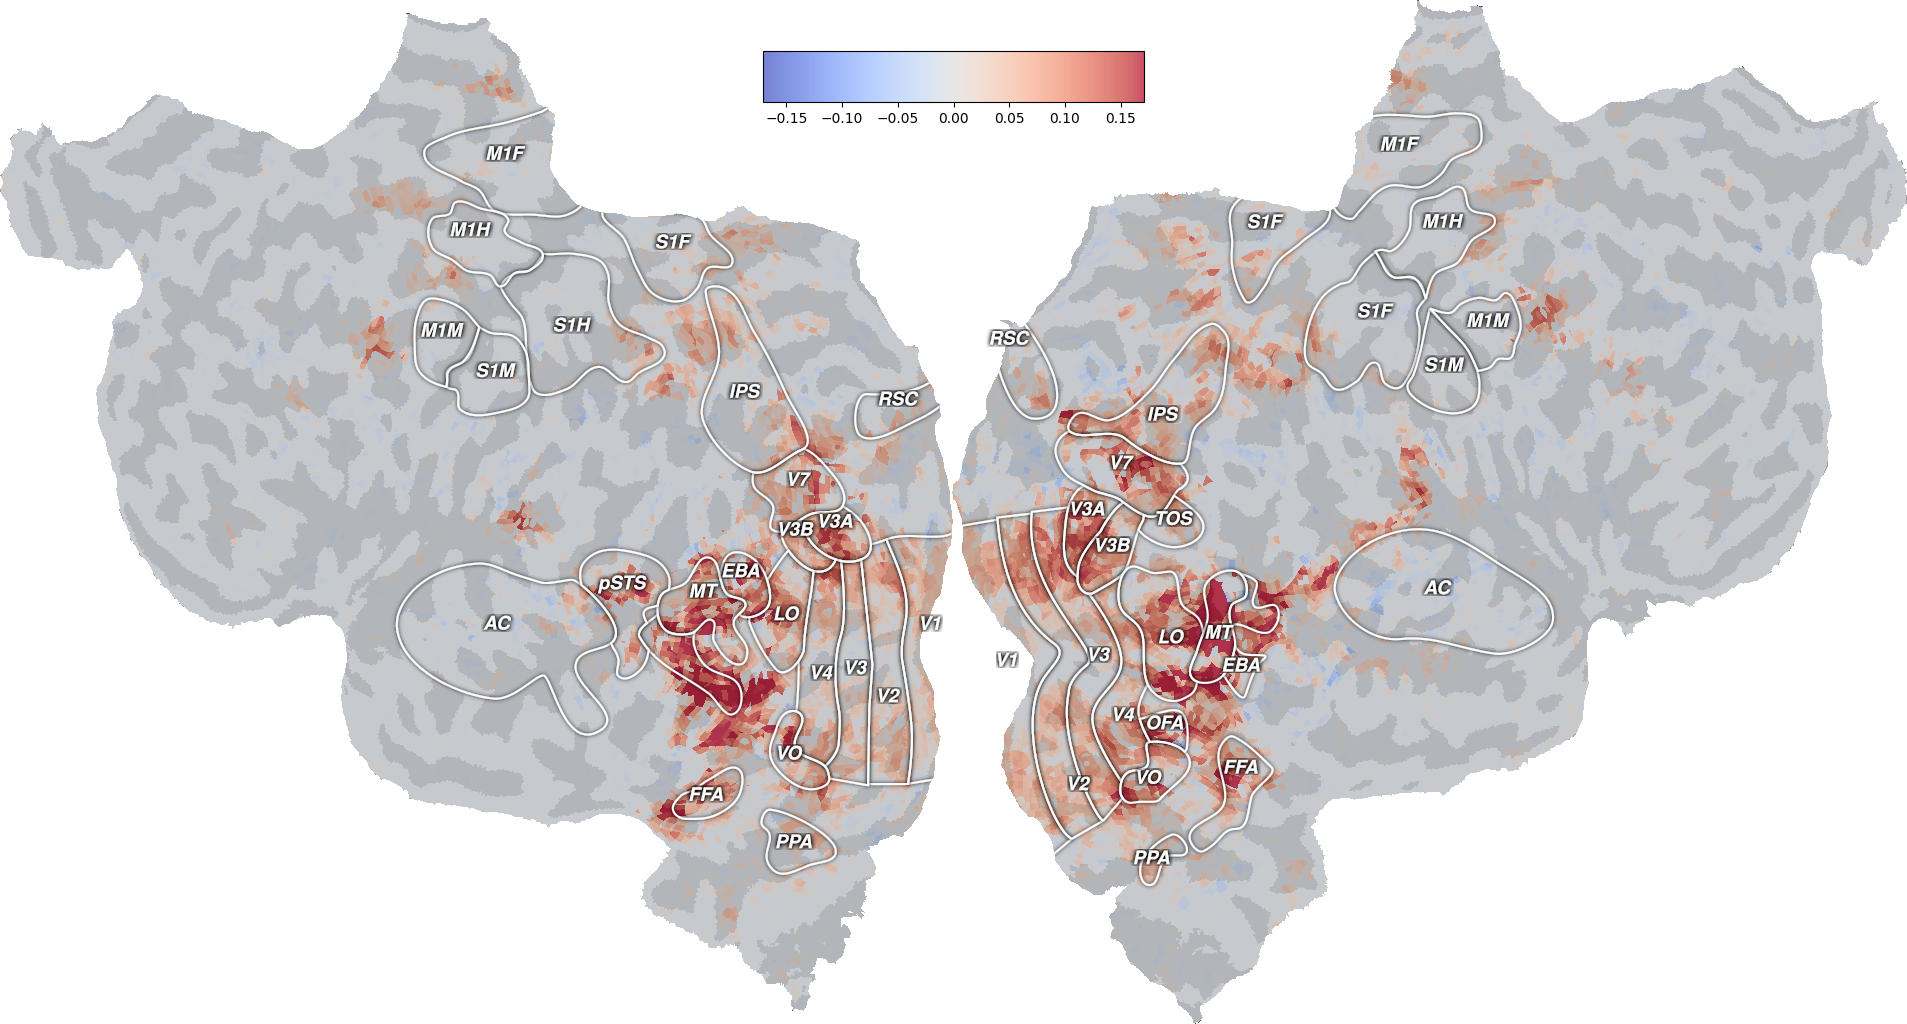 −0.15 −0.10 −0.05 0.00 0.05 0.10 0.15
M1F
M1H
S1F
M1M
S1H
S1M
IPS
RSC
V7
V3B
V3A
EBA
pSTS
MT
LO
AC
V1
V4
V3
V2
VO
FFA
PPA
M1F
S1F
M1H
S1F
M1M
RSC
S1M
IPS
V7
V3A
TOS
V3B
AC
LO
MT
V1
V3
EBA
V4
OFA
FFA
VO
V2
PPA